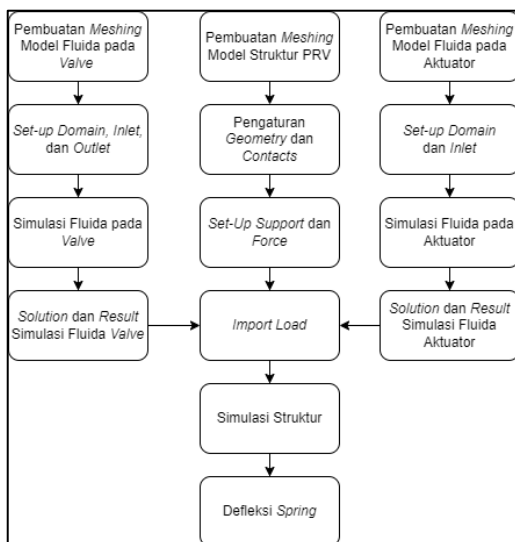 Pembuatan Meshing
Model Fluida pada
Valve
Pembuatan Meshing
Model Struktur PRV
Pembuatan Meshing
Model Fluida pada
Aktuator
Set-up Domain, Inlet,
dan Outlet
Pengaturan
Geometry dan
Contacts
Set-up Domain
dan Inlet
Simulasi Fluida pada
Valve
Set-Up Support dan
Force
Simulasi Fluida pada
Aktuator
Solution dan Result
Simulasi Fluida Valve
Import Load
Solution dan Result
Simulasi Fluida
Aktuator
Simulasi Struktur
Defleksi Spring